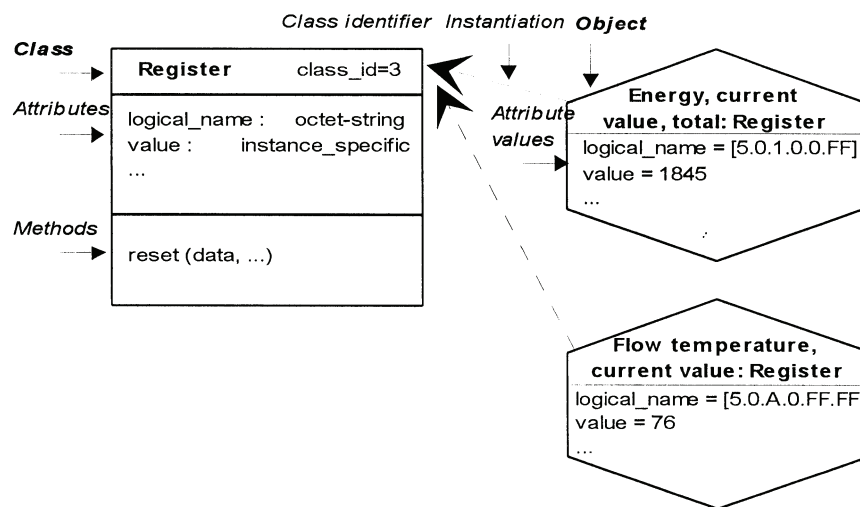 Class identifier Instantiation Object
Class
Register class_id=3
Attributes
logical_name : octet-string
value : instance_specific
...
Methods
reset (data, ...)
Attribute
values
Energy, current
value, total: Register
logical_name = [5.0.1.0.0.FF]
value = 1845
...
Flow temperature,
current value: Register
logical_name = [5.0.A.0.FF.FF
value = 76
...